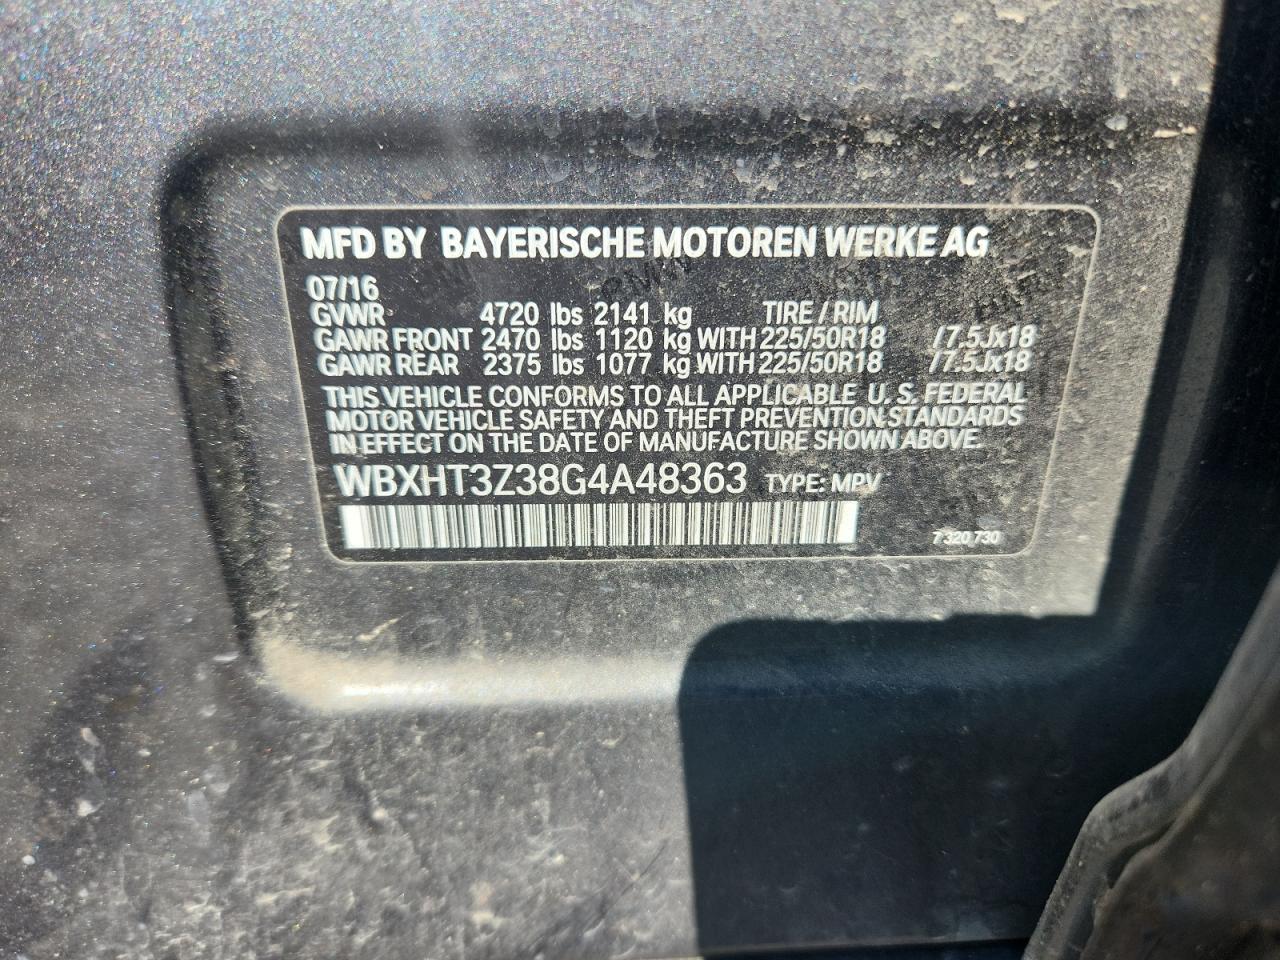 MFD BY BAYERISCHE MOTOREN WERKE AG
07/16
GVWR 4720 lbs 2141 kg TIRE / RIM
GAWR FRONT 2470 lbs 1120 kg WITH 225/50R18 /7.5Jx18
GAWR REAR 2375 lbs 1077 kg WITH 225/50R18 /7.5Jx18
THIS VEHICLE CONFORMS TO ALL APPLICABLE U. S. FEDERAL
MOTOR VEHICLE SAFETY AND THEFT PREVENTION STANDARDS
IN EFFECT ON THE DATE OF MANUFACTURE SHOWN ABOVE.
WBXHT3Z38G4A48363 TYPE: MPV
7 320 730